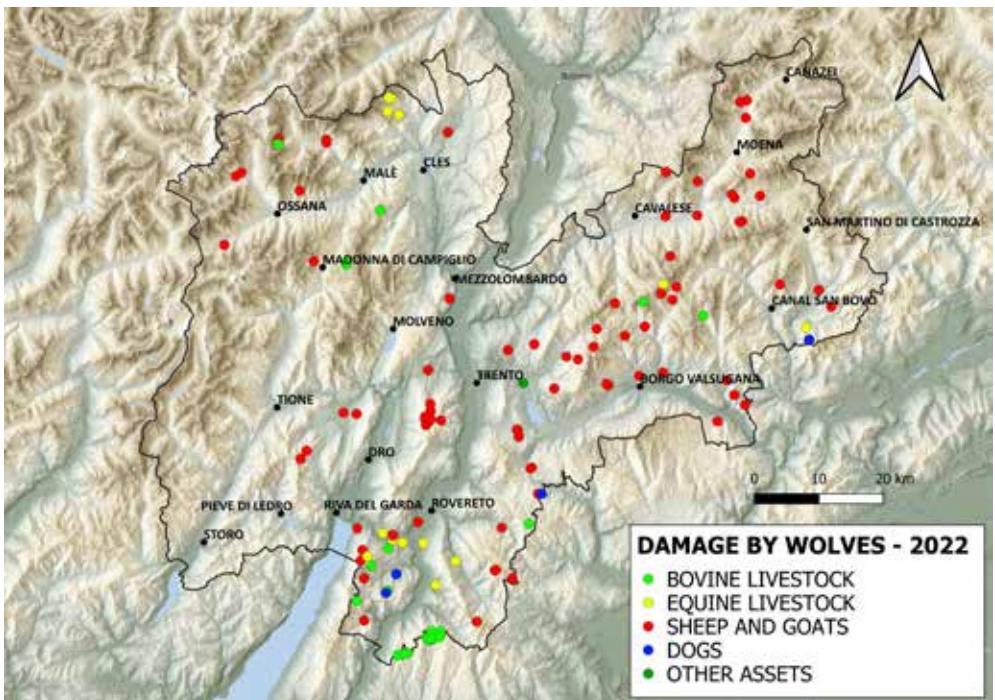 CANAZEI
MOENA
CLES
MALÈ
OSSANA
CAVALESE
SAN MARTINO DI CASTROZZA
MADONNA DI CAMPIGLIO
MEZZOLOMBARDO
CANAL SAN BOVO
MOLVENO
TRENTO
BORGO VALSUGANA
TIONE
DRO
PIEVE DI LEDRO
RIVA DEL GARDA
ROVERETO
STORO
0 10 20 km
DAMAGE BY WOLVES - 2022
BOVINE LIVESTOCK
EQUINE LIVESTOCK
SHEEP AND GOATS
DOGS
OTHER ASSETS